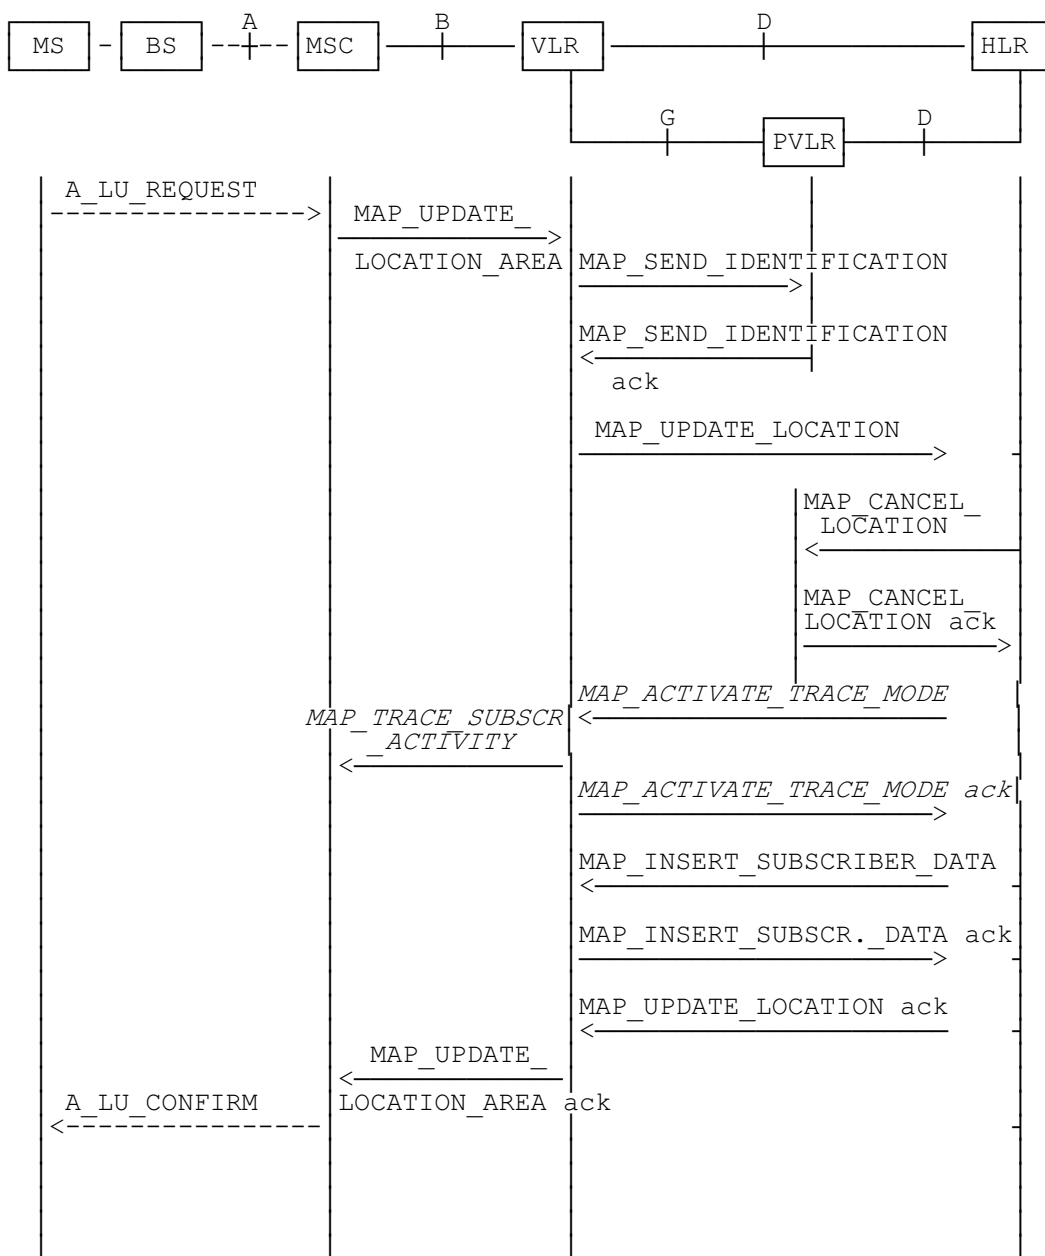 A B D
MS BS MSC VLR HLR
G D
PVLR
A_LU_REQUEST
MAP_UPDATE_
LOCATION_AREA MAP_SEND_IDENTIFICATION
MAP_SEND_IDENTIFICATION
ack
MAP_UPDATE_LOCATION
MAP_CANCEL_
LOCATION
MAP_CANCEL_
LOCATION ack
MAP_ACTIVATE_TRACE_MODE
MAP_TRACE_SUBSCR
_ACTIVITY
MAP_ACTIVATE_TRACE_MODE ack
MAP_INSERT_SUBSCRIBER_DATA
MAP_INSERT_SUBSCR._DATA ack
MAP_UPDATE_LOCATION ack
MAP_UPDATE_
A_LU_CONFIRM LOCATION_AREA ack